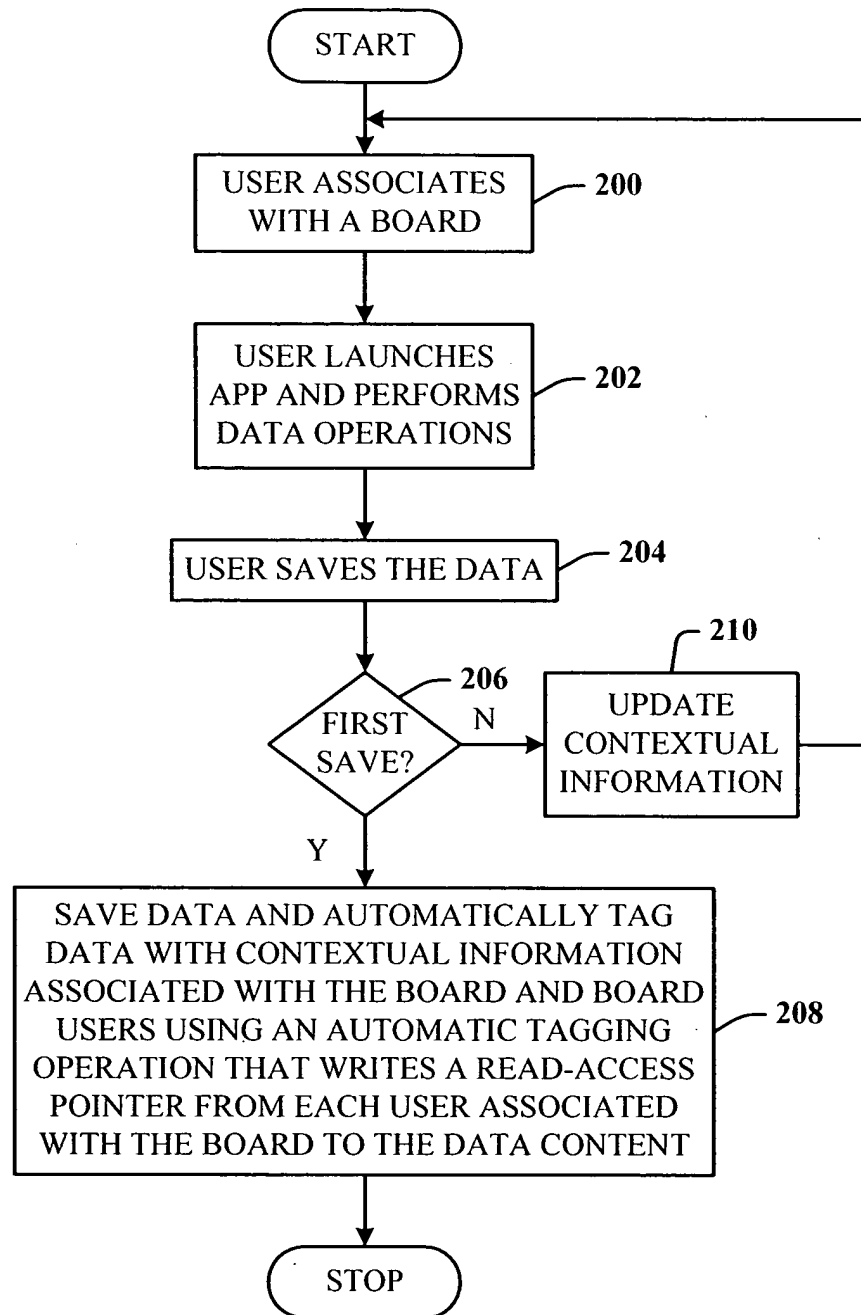 START
USER ASSOCIATES
WITH A BOARD
200
USER LAUNCHES
APP AND PERFORMS
DATA OPERATIONS
202
USER SAVES THE DATA
204
206
FIRST
SAVE?
N
Y
210
UPDATE
CONTEXTUAL
INFORMATION
SAVE DATA AND AUTOMATICALLY TAG
DATA WITH CONTEXTUAL INFORMATION
ASSOCIATED WITH THE BOARD AND BOARD
USERS USING AN AUTOMATIC TAGGING
OPERATION THAT WRITES A READ-ACCESS
POINTER FROM EACH USER ASSOCIATED
WITH THE BOARD TO THE DATA CONTENT
208
STOP